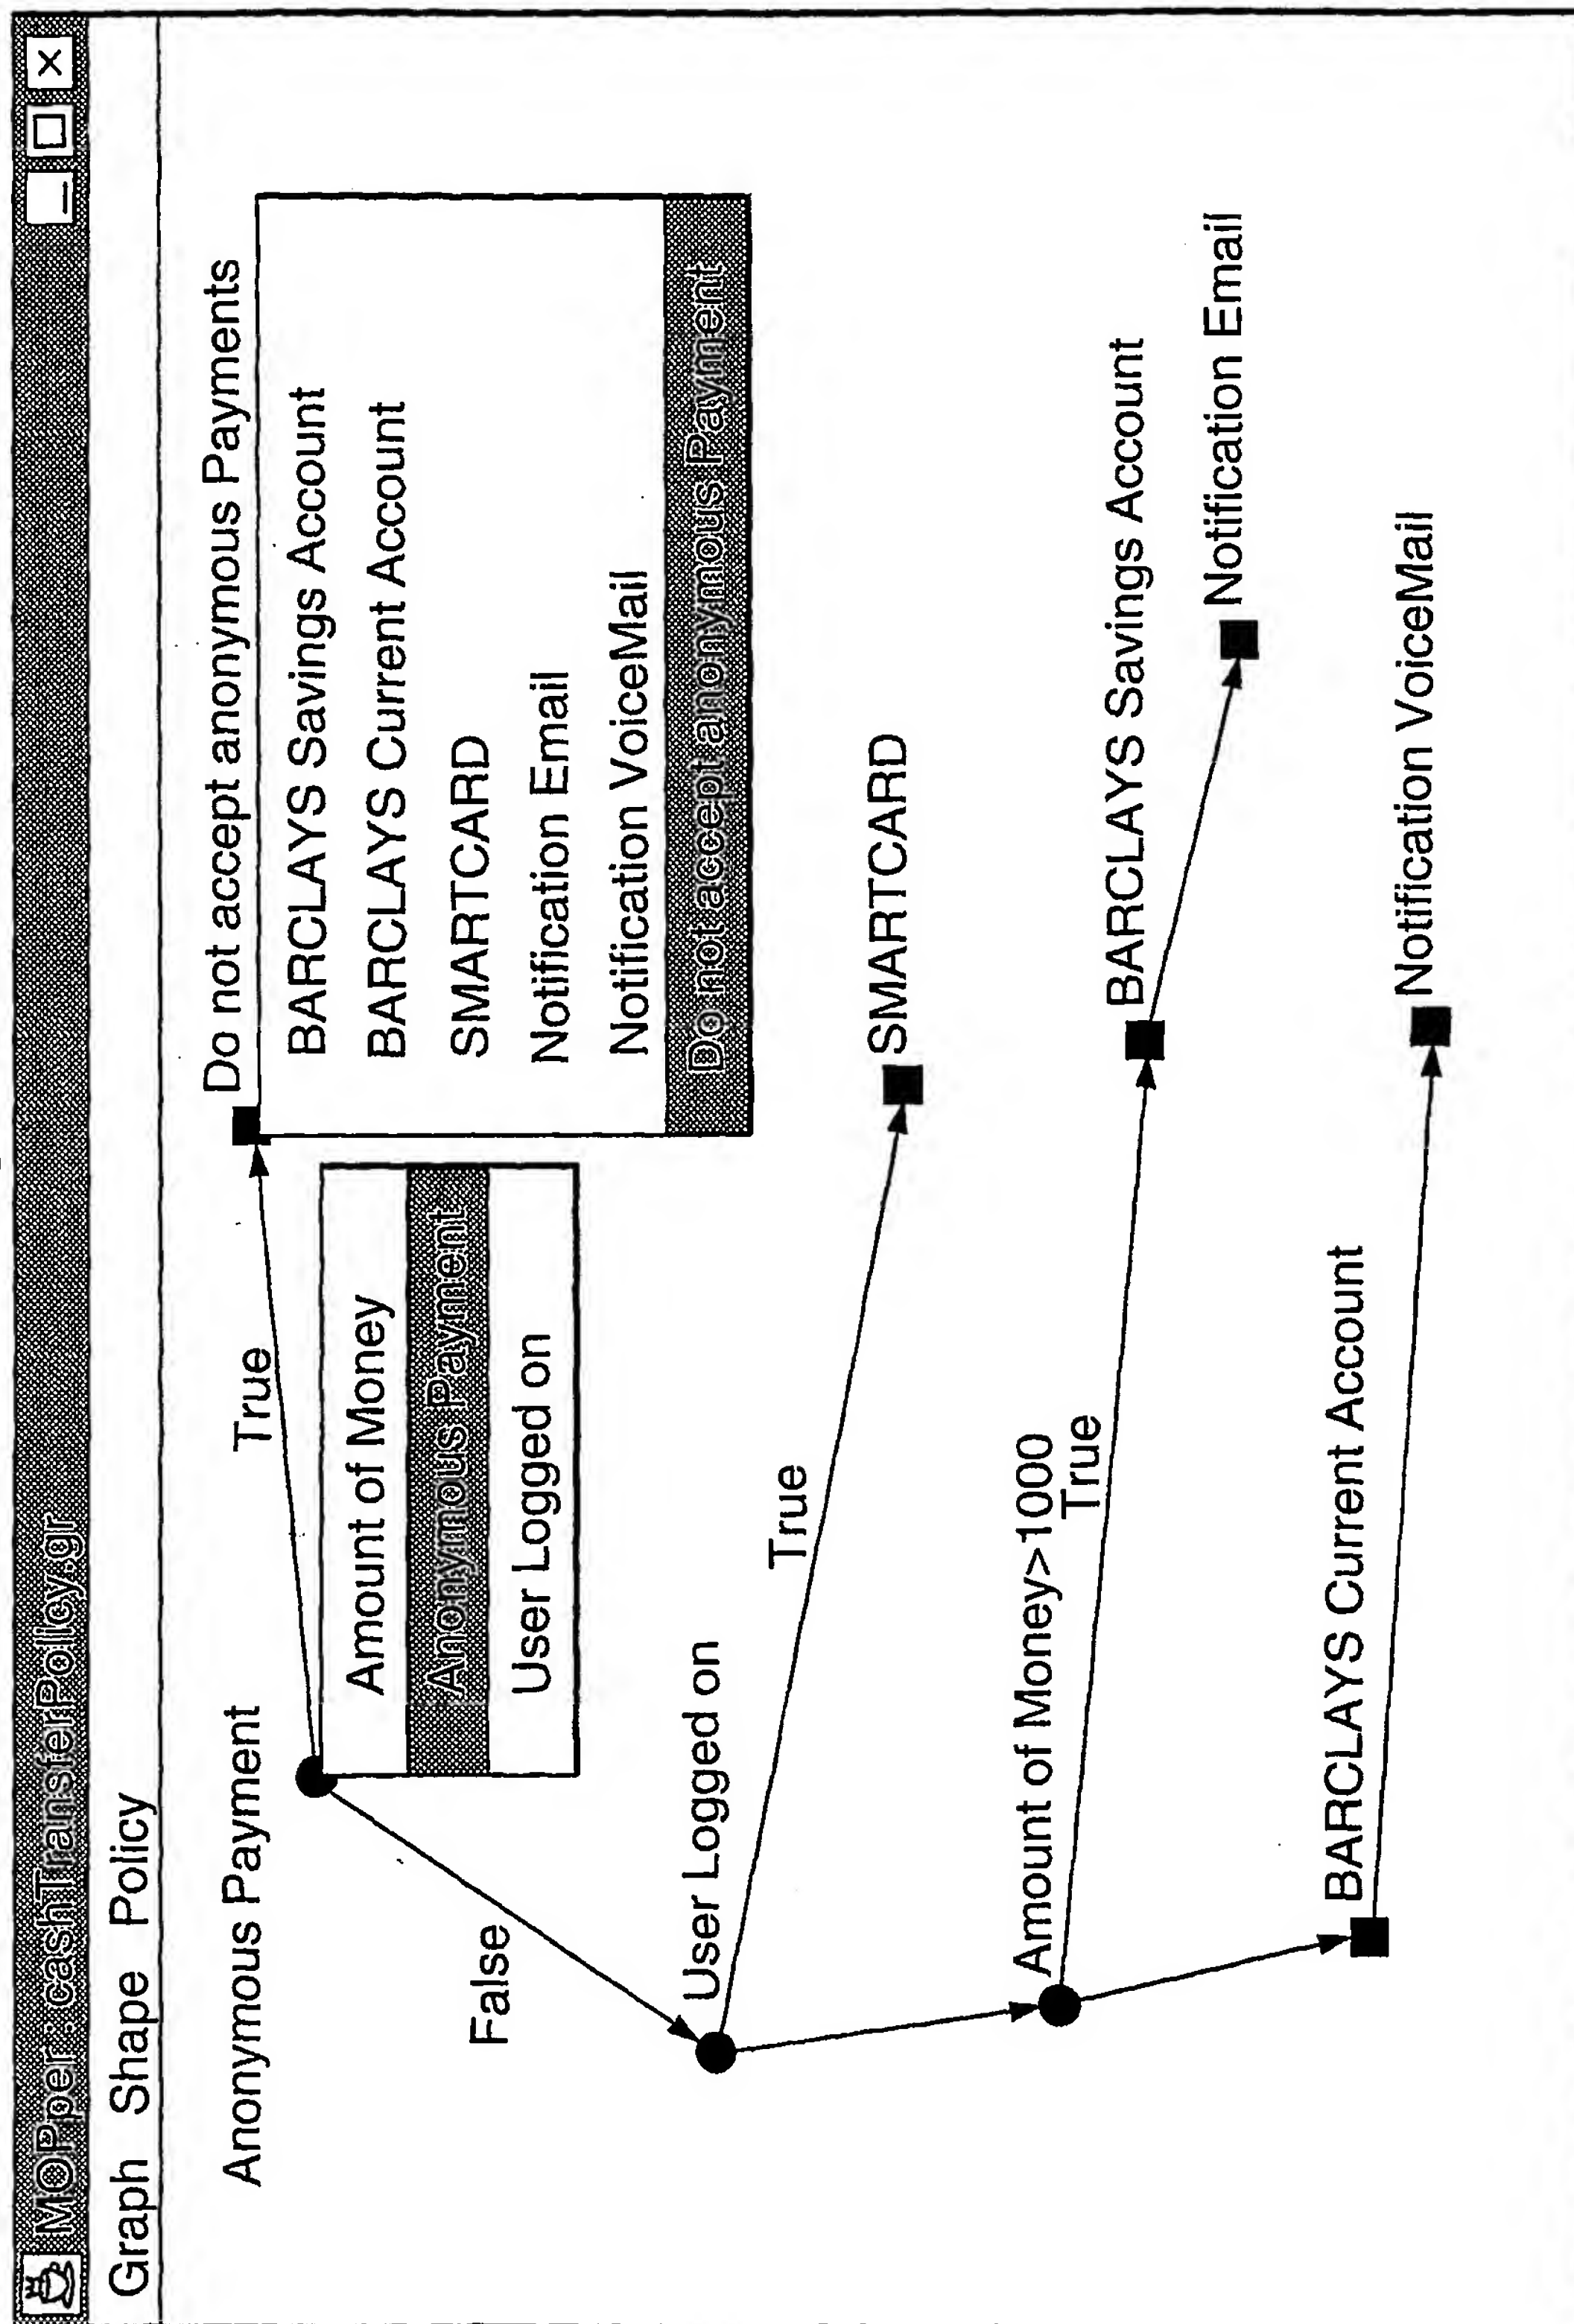 MOPper : cashTransferPolicy.gr
Graph Shape Policy
Anonymous Payment
True
Do not accept anonymous Payments
Amount of Money
Anonymous Payment
User Logged on
BARCLAYS Savings Account
BARCLAYS Current Account
SMARTCARD
Notification Email
Notification VoiceMail
Do not accept anonymous Payment
False
User Logged on
True
SMARTCARD
Amount of Money>1000
True
BARCLAYS Savings Account
Notification Email
BARCLAYS Current Account
Notification VoiceMail